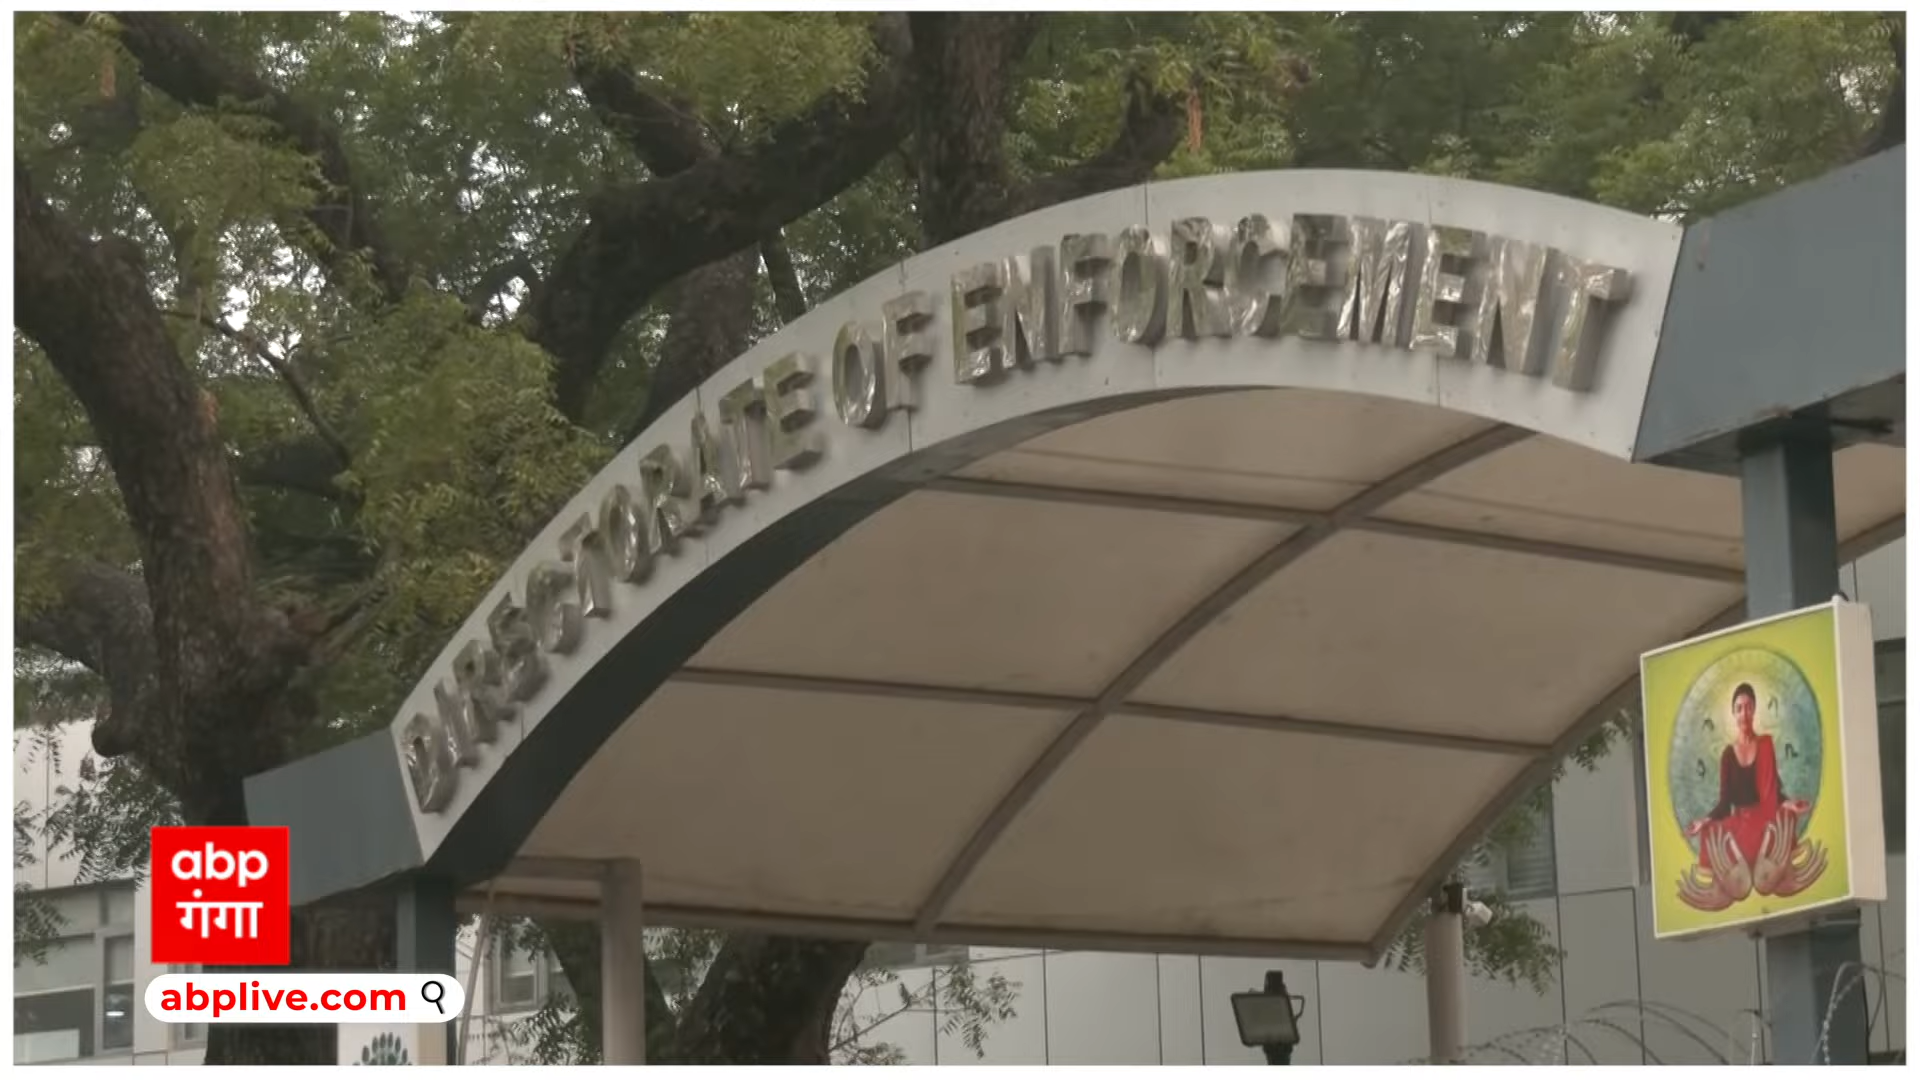 DIRECTORATE OF ENFORCEMENT
abp
गंगा
abplive.com